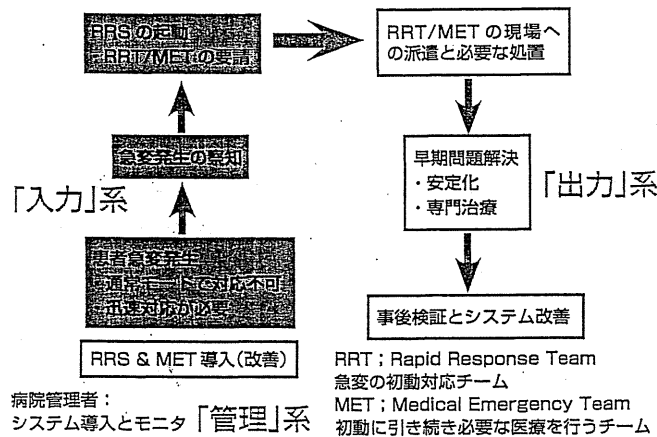 RRSの起動
・RRT/METの要請
RRT/METの現場へ
の派遣と必要な処置
急変発生の察知
早期問題解決
・安定化
・専門治療
「入力」系
「出力」系
患者急変発生
・通常モードで対応不可
・迅速対応が必要
事後検証とシステム改善
RRS & MET 導入(改善)
病院管理者:
システム導入とモニタ「管理」系
RRT ; Rapid Response Team
急変の初動対応チーム
MET ; Medical Emergency Team
初動に引き続き必要な医療を行うチーム